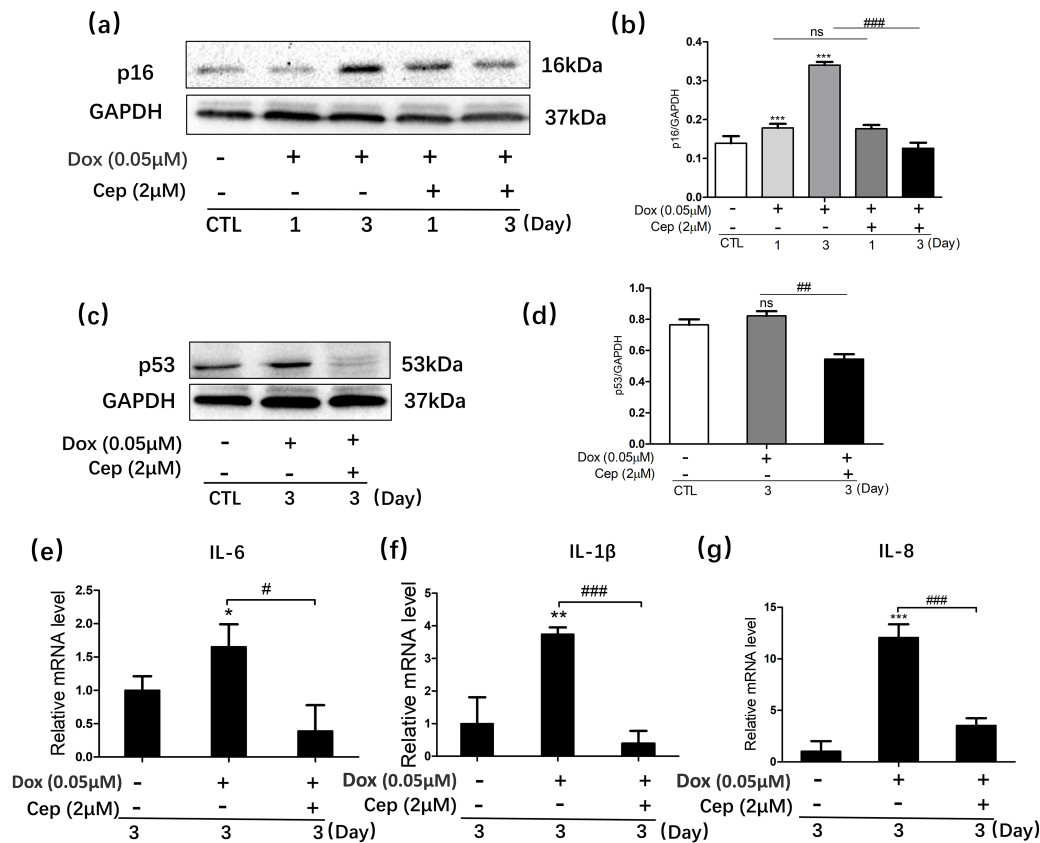 (a)
p16
16kDa
GAPDH
37kDa
Dox (0.05μM) - + + + +
Cep (2μM) - - - + +
CTL 1 3 1 3 (Day)
(b)
###
ns
***
***
p16/GAPDH
0.4
0.3
0.2
0.1
0.0
Dox (0.05μM) - + + + +
Cep (2μM) - - - + +
CTL 1 3 1 3 (Day)
(c)
p53
53kDa
GAPDH
37kDa
Dox (0.05μM) - + +
Cep (2μM) - - +
CTL 3 3 (Day)
(d)
##
ns
p53/GAPDH
1.0
0.8
0.6
0.4
0.2
0.0
Dox (0.05μM) - + +
Cep (2μM) - - +
CTL 3 3 (Day)
(e)
IL-6
#
*
Relative mRNA level
2.5
2.0
1.5
1.0
0.5
0.0
Dox (0.05μM) - + +
Cep (2μM) - - +
3 3 3 (Day)
(f)
IL-1β
###
**
Relative mRNA level
5
4
3
2
1
0
Dox (0.05μM) - + +
Cep (2μM) - - +
3 3 3 (Day)
(g)
IL-8
###
***
Relative mRNA level
15
10
5
0
Dox (0.05μM) - + +
Cep (2μM) - - +
3 3 3 (Day)